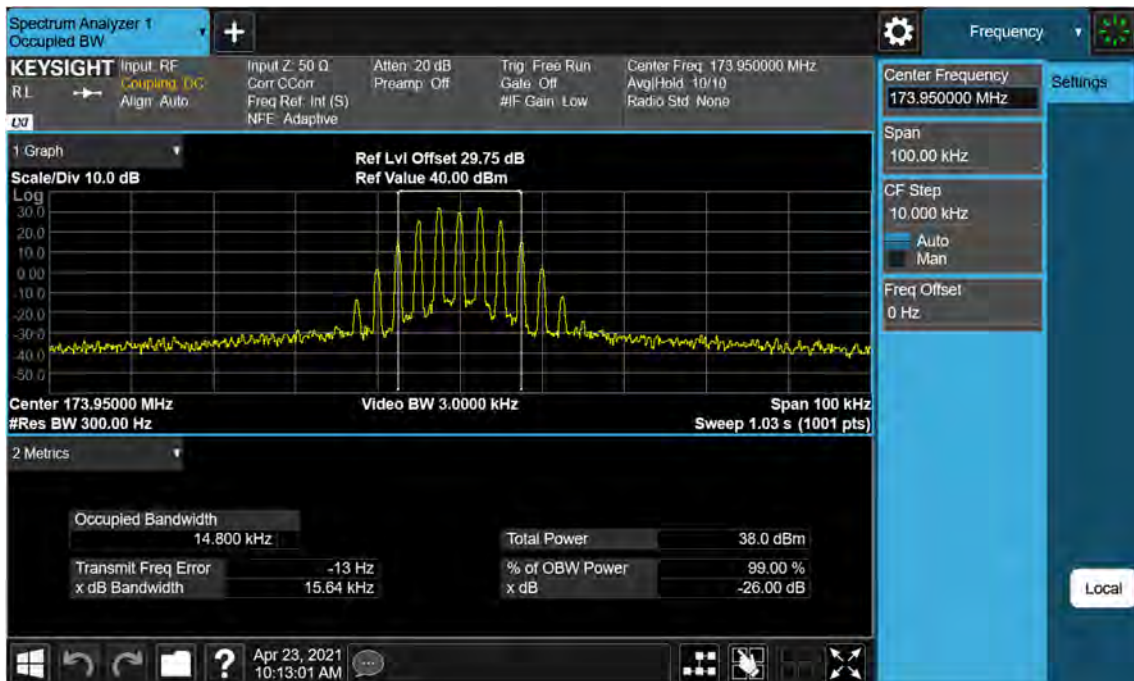 Spectrum Analyzer 1
Occupied BW
Frequency
KEYSIGHT
RL
LXI
Input: RF
Coupling: DC
Align: Auto
Input Z: 50 Ω
Corr CCorr
Freq Ref: Int (S)
NFE: Adaptive
Atten: 20 dB
Preamp: Off
Trig: Free Run
Gate: Off
#IF Gain: Low
Center Freq: 173.950000 MHz
Avg|Hold: 10/10
Radio Std: None
Center Frequency
173.950000 MHz
Settings
Span
100.00 kHz
CF Step
10.000 kHz
Auto
Man
Freq Offset
0 Hz
Local
1 Graph
Scale/Div 10.0 dB
Ref Lvl Offset 29.75 dB
Ref Value 40.00 dBm
Log
30.0
20.0
10.0
0.00
-10.0
-20.0
-30.0
-40.0
-50.0
Center 173.95000 MHz
#Res BW 300.00 Hz
Video BW 3.0000 kHz
Span 100 kHz
Sweep 1.03 s (1001 pts)
2 Metrics
Occupied Bandwidth
14.800 kHz
Transmit Freq Error -13 Hz
x dB Bandwidth 15.64 kHz
Total Power 38.0 dBm
% of OBW Power 99.00 %
x dB -26.00 dB
?
Apr 23, 2021
10:13:01 AM